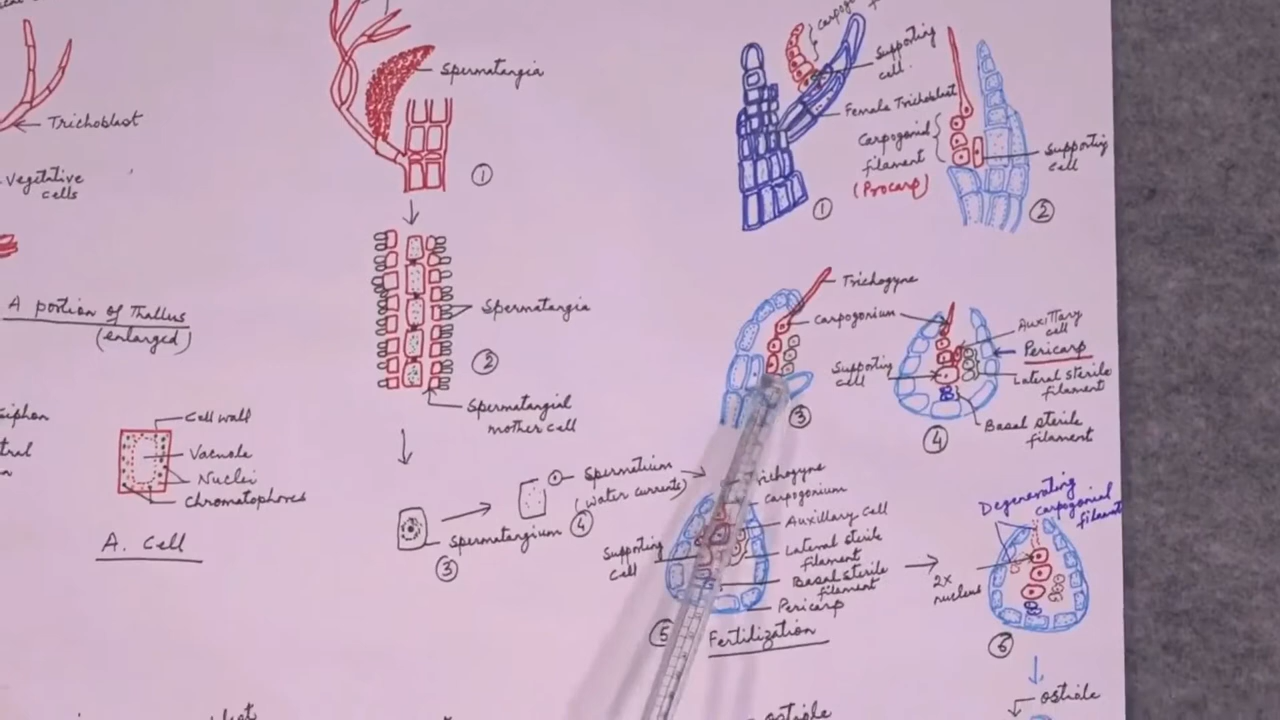 Trichoblast
Vegetative
cells
A portion of Thallus
(enlarged)
Cell wall
Vacuole
Nuclei
Chromatophores
A. Cell
Spermatangia
1
Spermatangia
2
Spermatangial
mother cell
Spermatangium
3
Spermatium
(water currents)
4
Supporting
cell
Female Trichoblast
Carpogonial
filament
(Procarp)
1
Supporting
cell
2
Trichogyne
Carpogonium
3
Supporting
cell
Auxillary
cell
Pericarp
Lateral sterile
filament
Basal sterile
filament
4
Trichogyne
Carpogonium
Auxillary cell
Lateral sterile
filament
Basal sterile
filament
Pericarp
Supporting
cell
5
Fertilization
Degenerating
carpogonial
filament
2x
nucleus
6
ostiole
ostiole